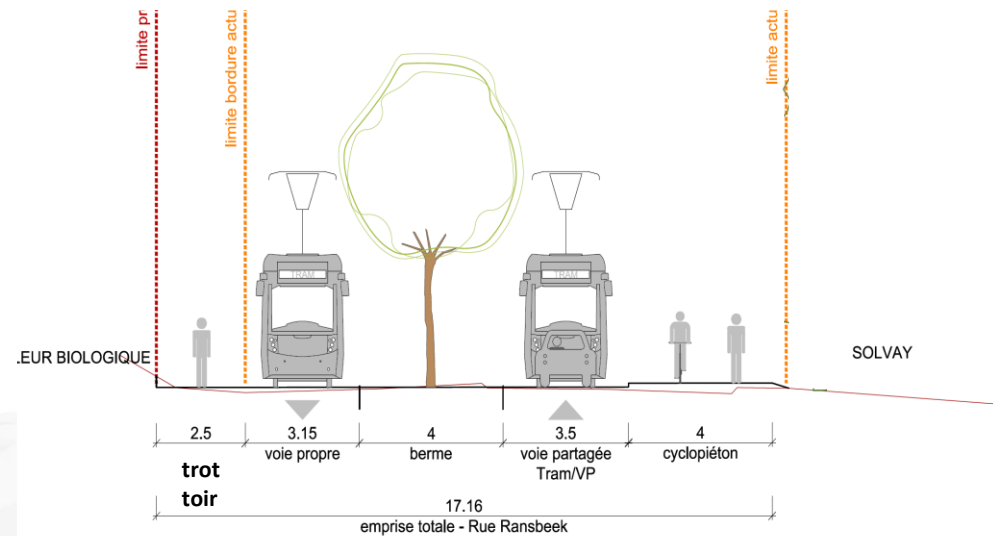 limite pr
limite bordure actu
limite actu
TRAM
TRAM
.EUR BIOLOGIQUE
SOLVAY
2.5
3.15
4
3.5
4
voie propre
berme
voie partagée
Tram/VP
cyclopiéton
trot
toir
17.16
emprise totale - Rue Ransbeek